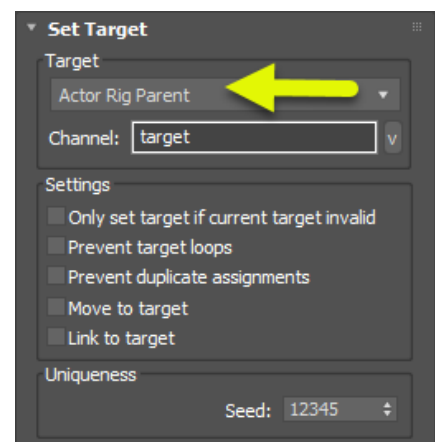 Set Target
Target
Actor Rig Parent
Channel: target v
Settings
Only set target if current target invalid
Prevent target loops
Prevent duplicate assignments
Move to target
Link to target
Uniqueness
Seed: 12345